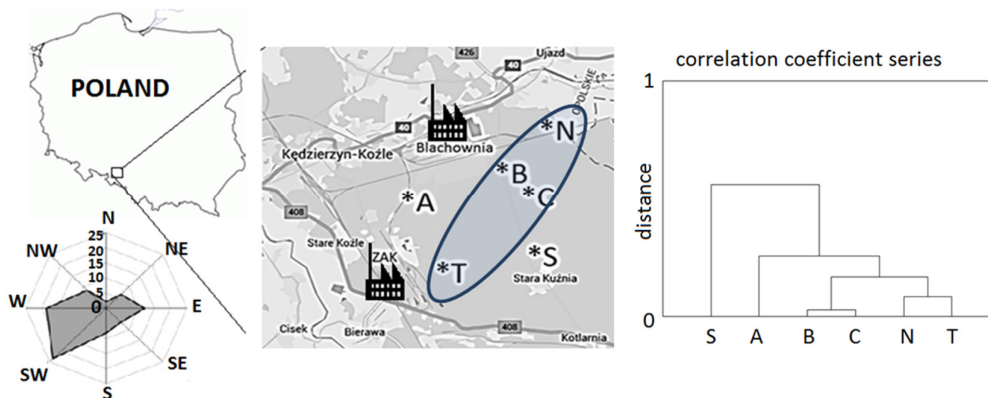 POLAND
N
NW
NE
25
20
15
10
5
0
W
E
SW
SE
S
426
Ujazd
40
OPOLSKIE
40
Blachownia
Kędzierzyn-Koźle
*N
*B
*C
*A
408
Stare Koźle
ZAK
*T
*S
Stara Kuźnia
Cisek
Bierawa
408
Kotlarnia
correlation coefficient series
1
distance
0
S A B C N T